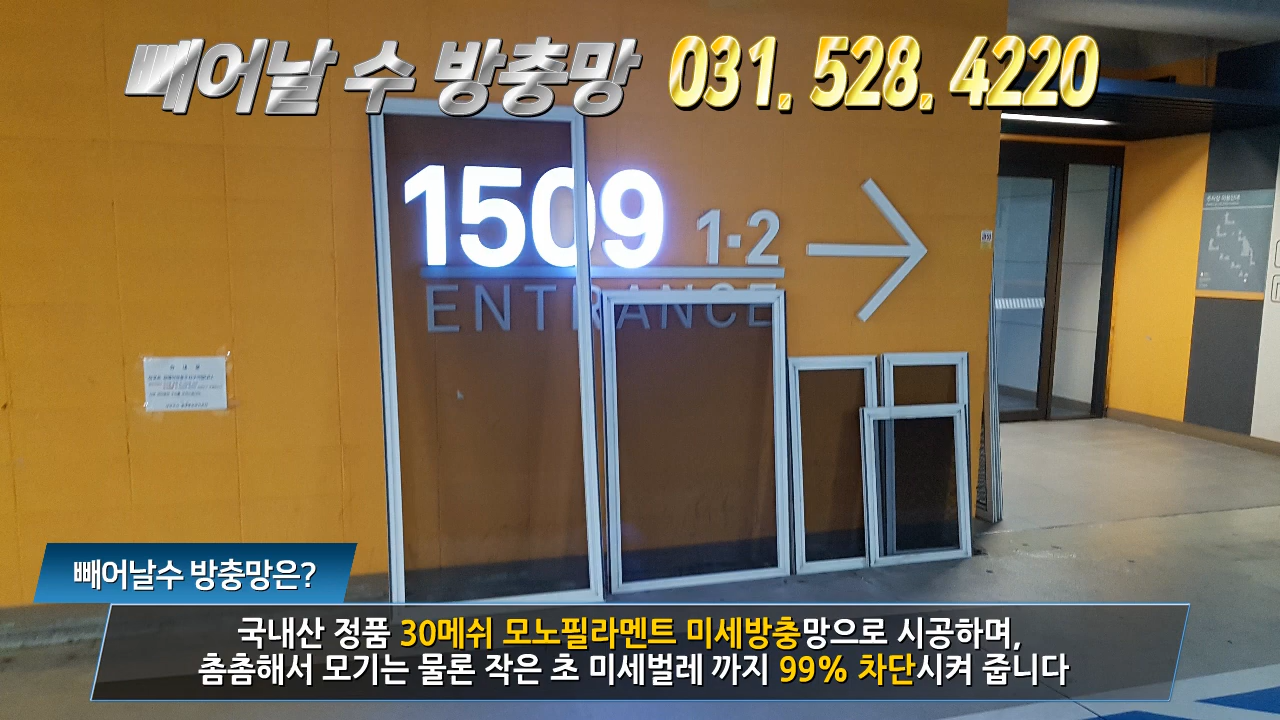 빼어날 수 방충망 031. 528. 4220
1509 1·2
ENTRANCE
안 내 문
빼어날수 방충망은?
국내산 정품 30메쉬 모노필라멘트 미세방충망으로 시공하며,
촘촘해서 모기는 물론 작은 초 미세벌레 까지 99% 차단시켜 줍니다